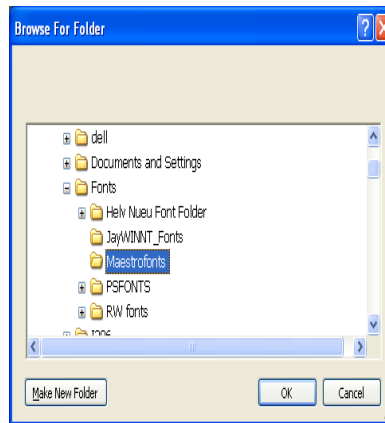 Browse For Folder
dell
Documents and Settings
Fonts
Helv Nueu Font Folder
JayWINNT_Fonts
Maestrofonts
PSFONTS
RW fonts
Make New Folder
OK
Cancel